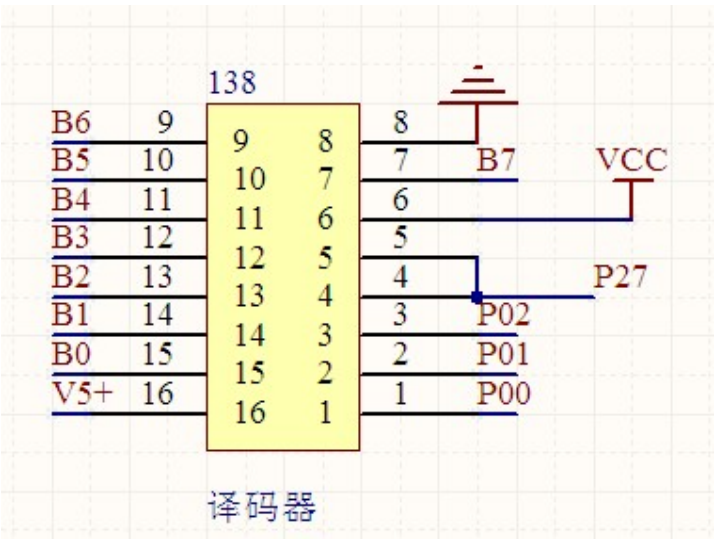 138
B6 9 9 8 8
B5 10 10 7 7 B7 VCC
B4 11 11 6 6
B3 12 12 5 5
B2 13 13 4 4 P27
B1 14 14 3 3 P02
B0 15 15 2 2 P01
V5+ 16 16 1 1 P00
译码器